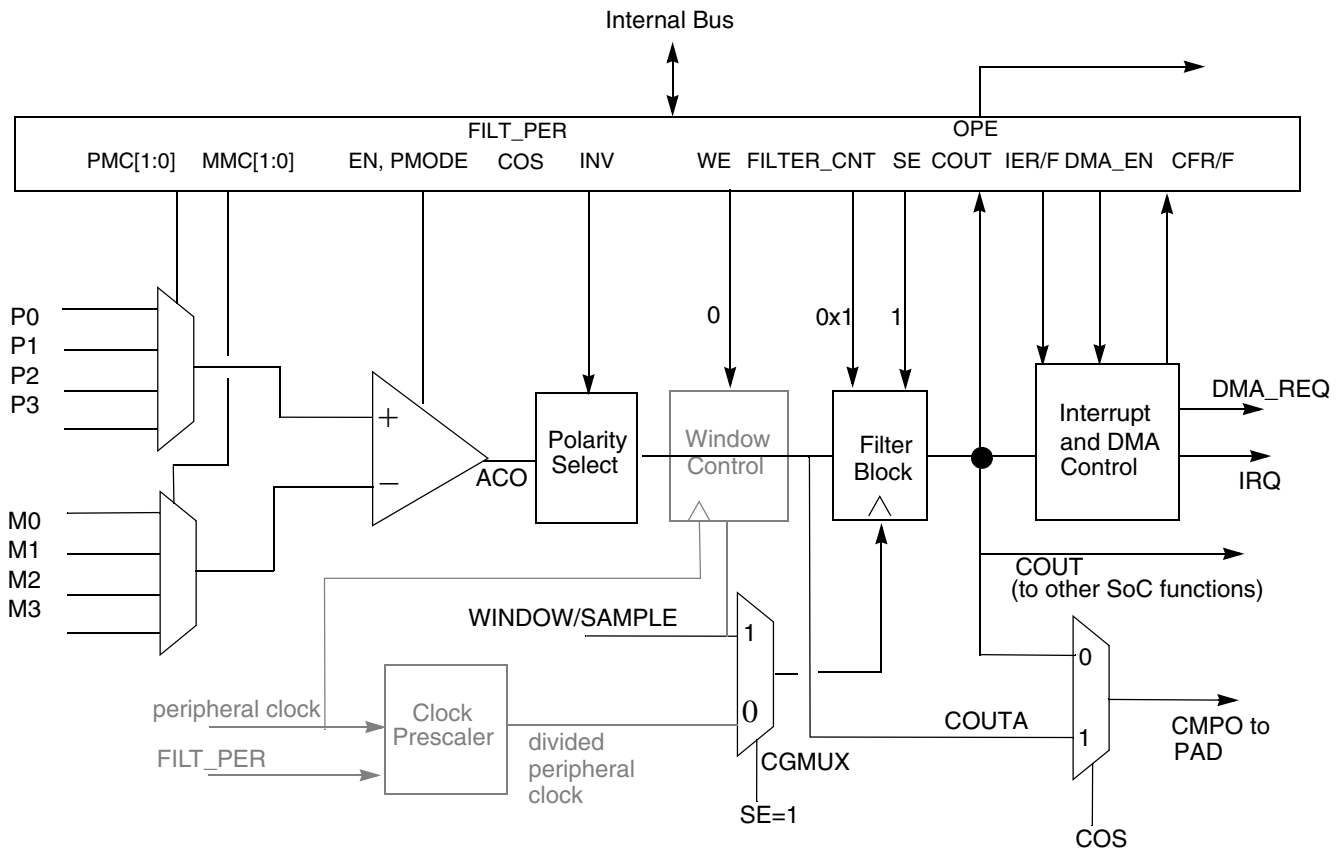 Internal Bus
FILT_PER
OPE
PMC[1:0]
MMC[1:0]
EN, PMODE
COS
INV
WE
FILTER_CNT
SE
COUT
IER/F
DMA_EN
CFR/F
0
0x1
1
P0
P1
P2
P3
+
−
ACO
Polarity
Select
Window
Control
Filter
Block
Interrupt
and DMA
Control
DMA_REQ
IRQ
M0
M1
M2
M3
COUT
(to other SoC functions)
WINDOW/SAMPLE
1
0
peripheral clock
FILT_PER
Clock
Prescaler
divided
peripheral
clock
CGMUX
SE=1
COUTA
0
1
CMPO to
PAD
COS